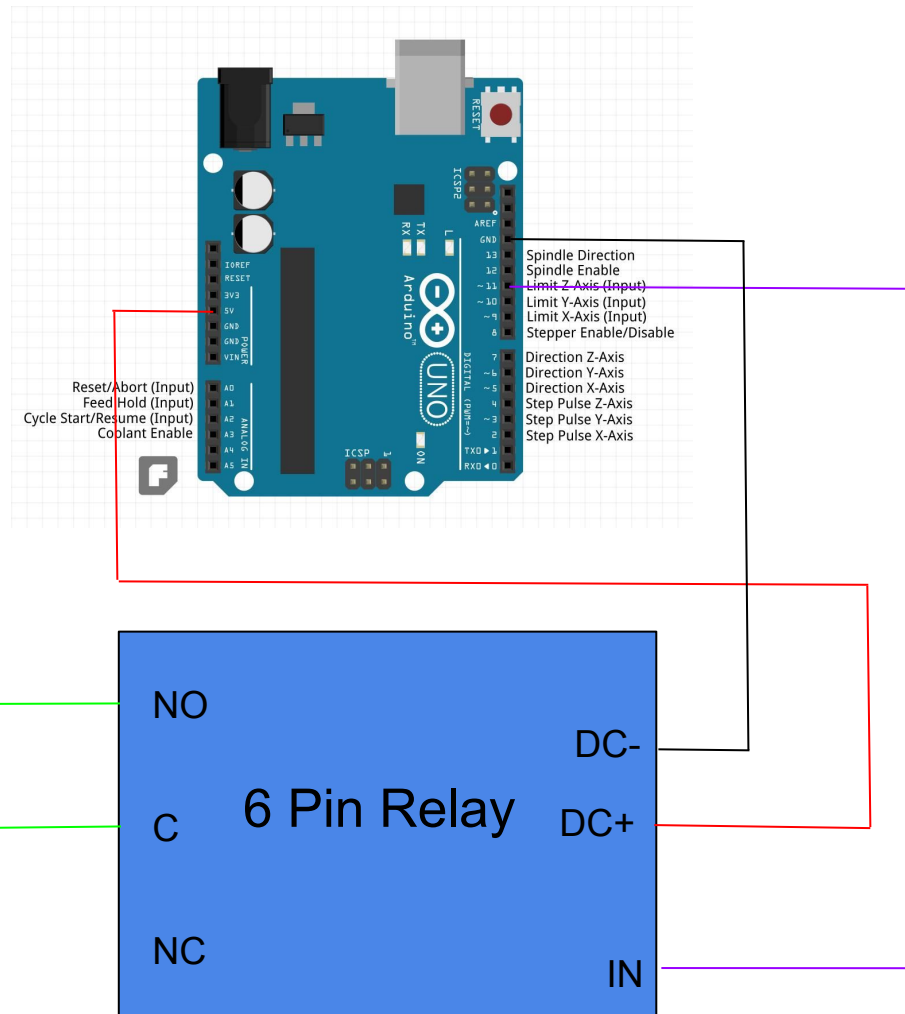 RESET
ICSP2
AREF
GND
13 Spindle Direction
12 Spindle Enable
~11 Limit Z-Axis (Input)
~10 Limit Y-Axis (Input)
~9 Limit X-Axis (Input)
8 Stepper Enable/Disable
7 Direction Z-Axis
~6 Direction Y-Axis
~5 Direction X-Axis
4 Step Pulse Z-Axis
~3 Step Pulse Y-Axis
2 Step Pulse X-Axis
TX0▶1
RX0◀0
RX
TX
L
Arduino™
UNO
DIGITAL (PWM=~)
ON
ICSP
1
IOREF
RESET
3V3
5V
GND
GND
VIN
POWER
Reset/Abort (Input) A0
Feed Hold (Input) A1
Cycle Start/Resume (Input) A2
Coolant Enable A3
A4
A5
ANALOG IN
F
NO
C
NC
6 Pin Relay
DC-
DC+
IN